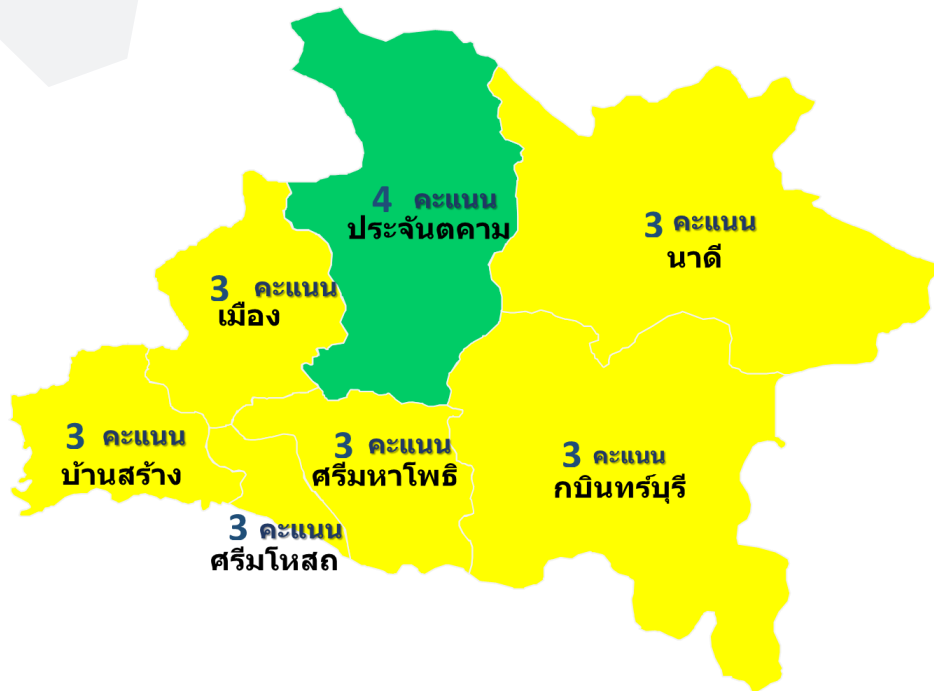 4 คะแนน
ประจันตคาม
3 คะแนน
นาดี
3 คะแนน
เมือง
3 คะแนน
บ้านสร้าง
3 คะแนน
ศรีมหาโพธิ
3 คะแนน
กบินทร์บุรี
3 คะแนน
ศรีมโหสถ